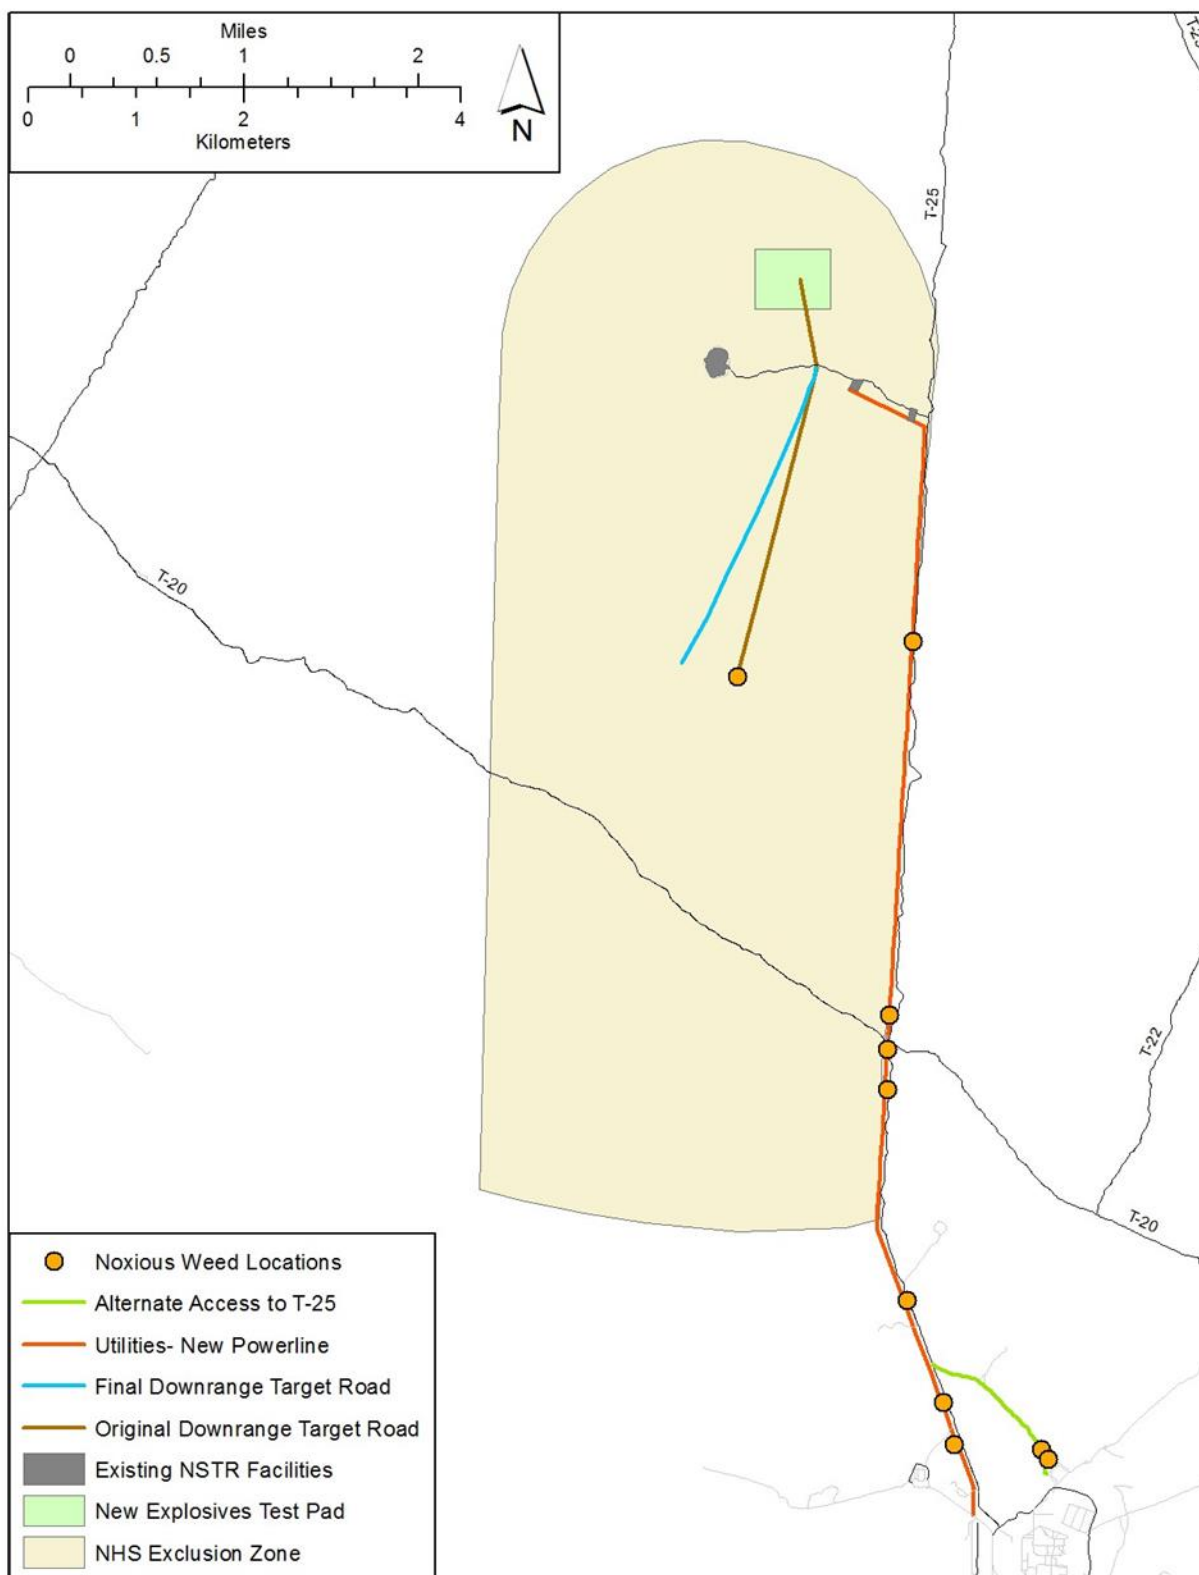 Miles
0 0.5 1 2
0 1 2 4
Kilometers
N
T-25
T-20
T-22
T-20
Noxious Weed Locations
Alternate Access to T-25
Utilities- New Powerline
Final Downrange Target Road
Original Downrange Target Road
Existing NSTR Facilities
New Explosives Test Pad
NHS Exclusion Zone